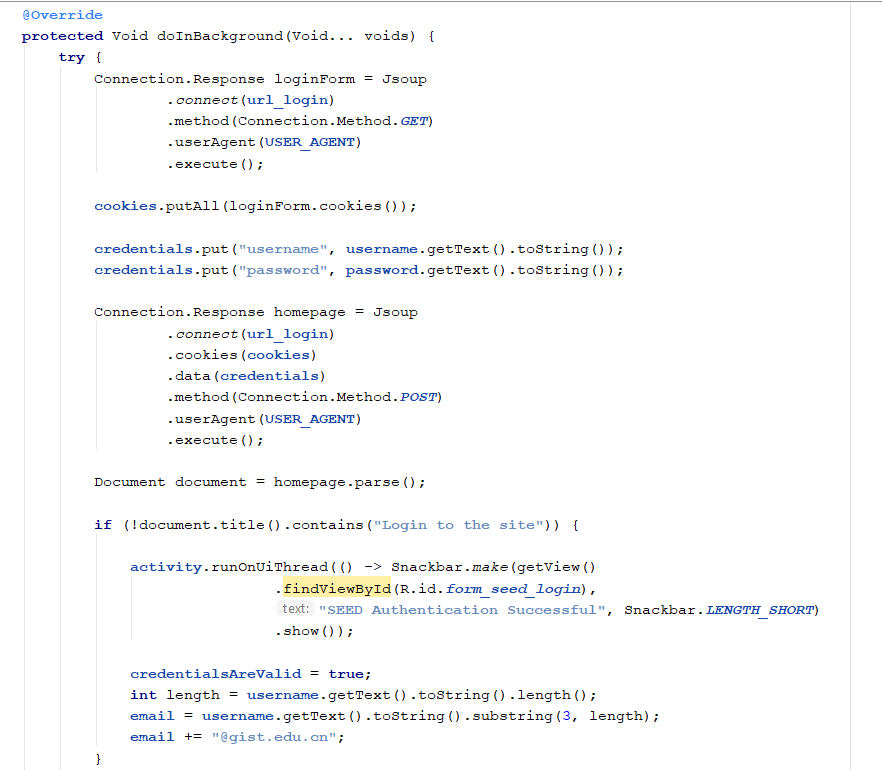 @Override
protected Void doInBackground(Void... voids) {
try {
Connection.Response loginForm = Jsoup
.connect(url_login)
.method(Connection.Method.GET)
.userAgent(USER_AGENT)
.execute();
cookies.putAll(loginForm.cookies());
credentials.put("username", username.getText().toString());
credentials.put("password", password.getText().toString());
Connection.Response homepage = Jsoup
.connect(url_login)
.cookies(cookies)
.data(credentials)
.method(Connection.Method.POST)
.userAgent(USER_AGENT)
.execute();
Document document = homepage.parse();
if (!document.title().contains("Login to the site")) {
activity.runOnUiThread(() -> Snackbar.make(getView()
.findViewById(R.id.form_seed_login),
text: "SEED Authentication Successful", Snackbar.LENGTH_SHORT)
.show());
credentialsAreValid = true;
int length = username.getText().toString().length();
email = username.getText().toString().substring(3, length);
email += "@gist.edu.cn";
}